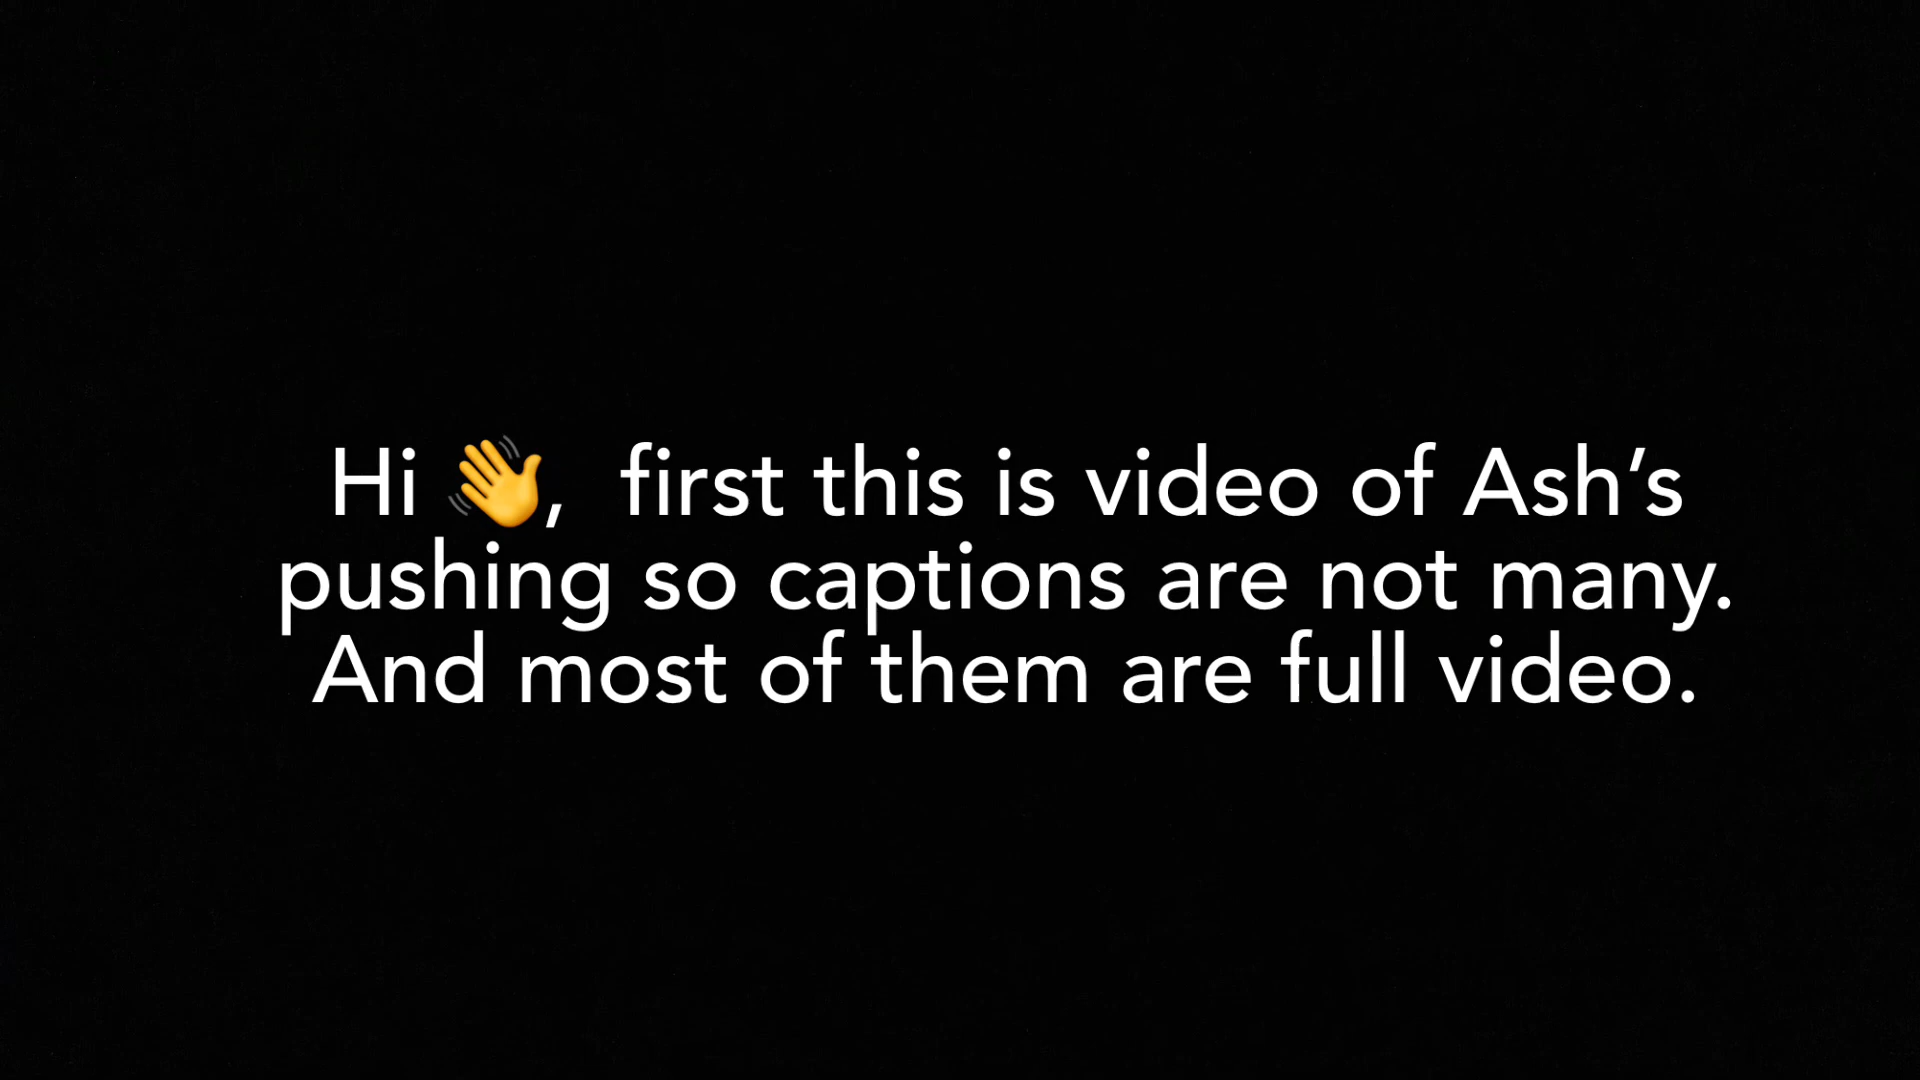 Hi 👋,  first this is video of Ash’s
pushing so captions are not many.
And most of them are full video.